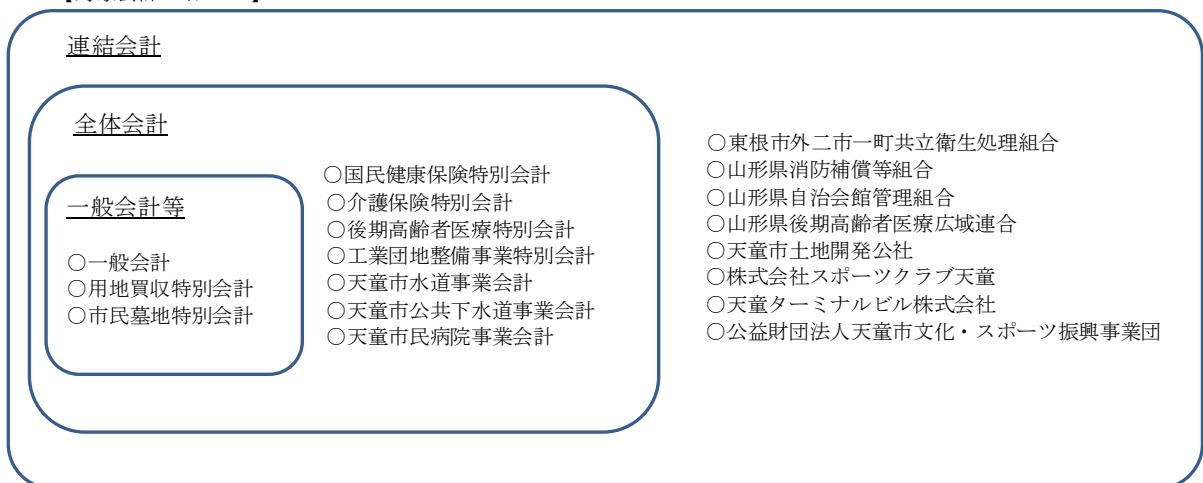 連結会計
全体会計
一般会計等
○一般会計
○用地買収特別会計
○市民墓地特別会計
○国民健康保険特別会計
○介護保険特別会計
○後期高齢者医療特別会計
○工業団地整備事業特別会計
○天童市水道事業会計
○天童市公共下水道事業会計
○天童市民病院事業会計
○東根市外二市一町共立衛生処理組合
○山形県消防補償等組合
○山形県自治会館管理組合
○山形県後期高齢者医療広域連合
○天童市土地開発公社
○株式会社スポーツクラブ天童
○天童ターミナルビル株式会社
○公益財団法人天童市文化・スポーツ振興事業団